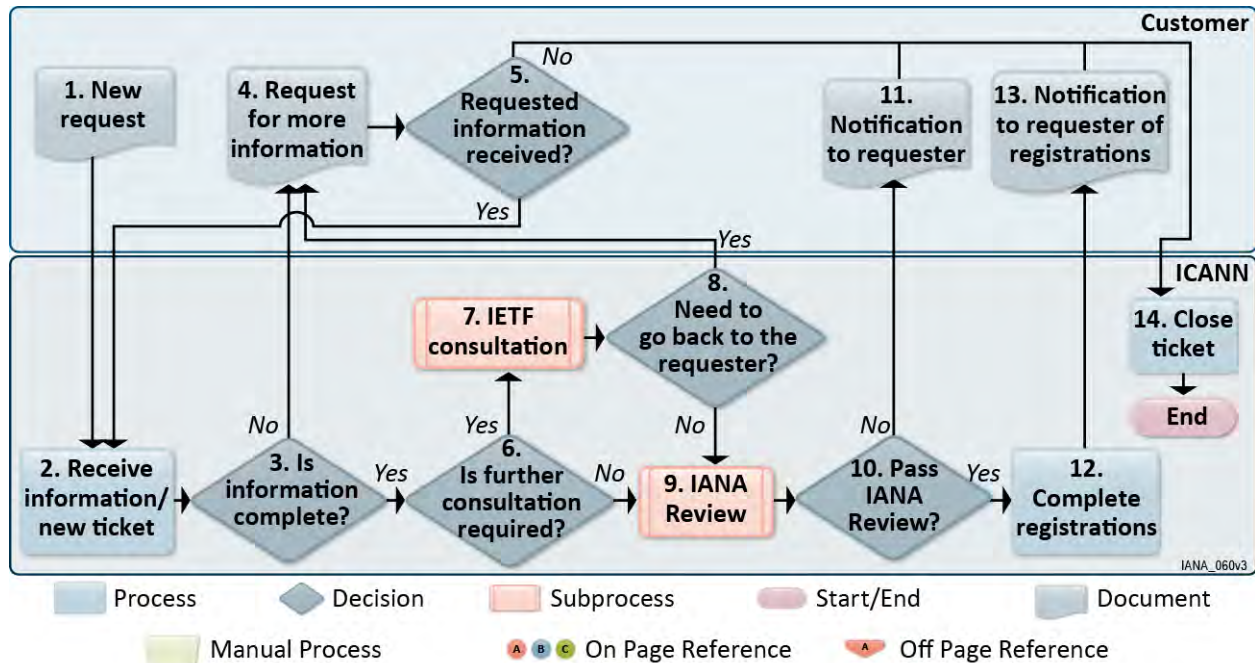 Customer
1. New
request
4. Request
for more
information
5.
Requested
information
received?
No
Yes
11.
Notification
to requester
13. Notification
to requester of
registrations
Yes
ICANN
7. IETF
consultation
8.
Need to
go back to the
requester?
14. Close
ticket
End
No
Yes
No
No
2. Receive
information/
new ticket
3. Is
information
complete?
Yes
6.
Is further
consultation
required?
No
9. IANA
Review
10. Pass
IANA
Review?
Yes
12.
Complete
registrations
IANA_060v3
Process
Decision
Subprocess
Start/End
Document
Manual Process
A B C On Page Reference
A Off Page Reference